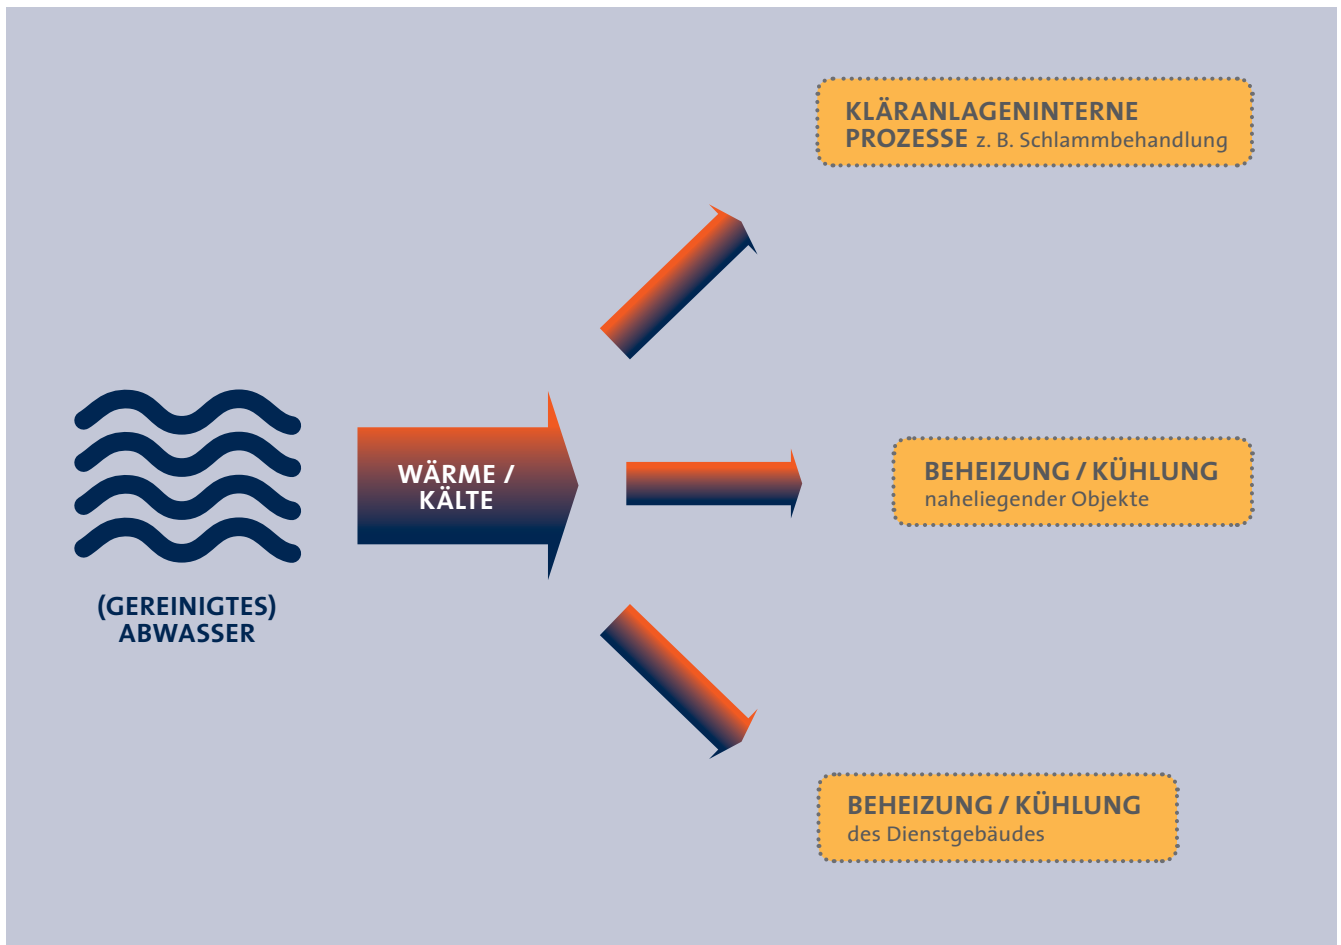 KLÄRANLAGENINTERNE
PROZESSE z. B. Schlammbehandlung
WÄRME /
KÄLTE
BEHEIZUNG / KÜHLUNG
naheliegender Objekte
(GEREINIGTES)
ABWASSER
BEHEIZUNG / KÜHLUNG
des Dienstgebäudes